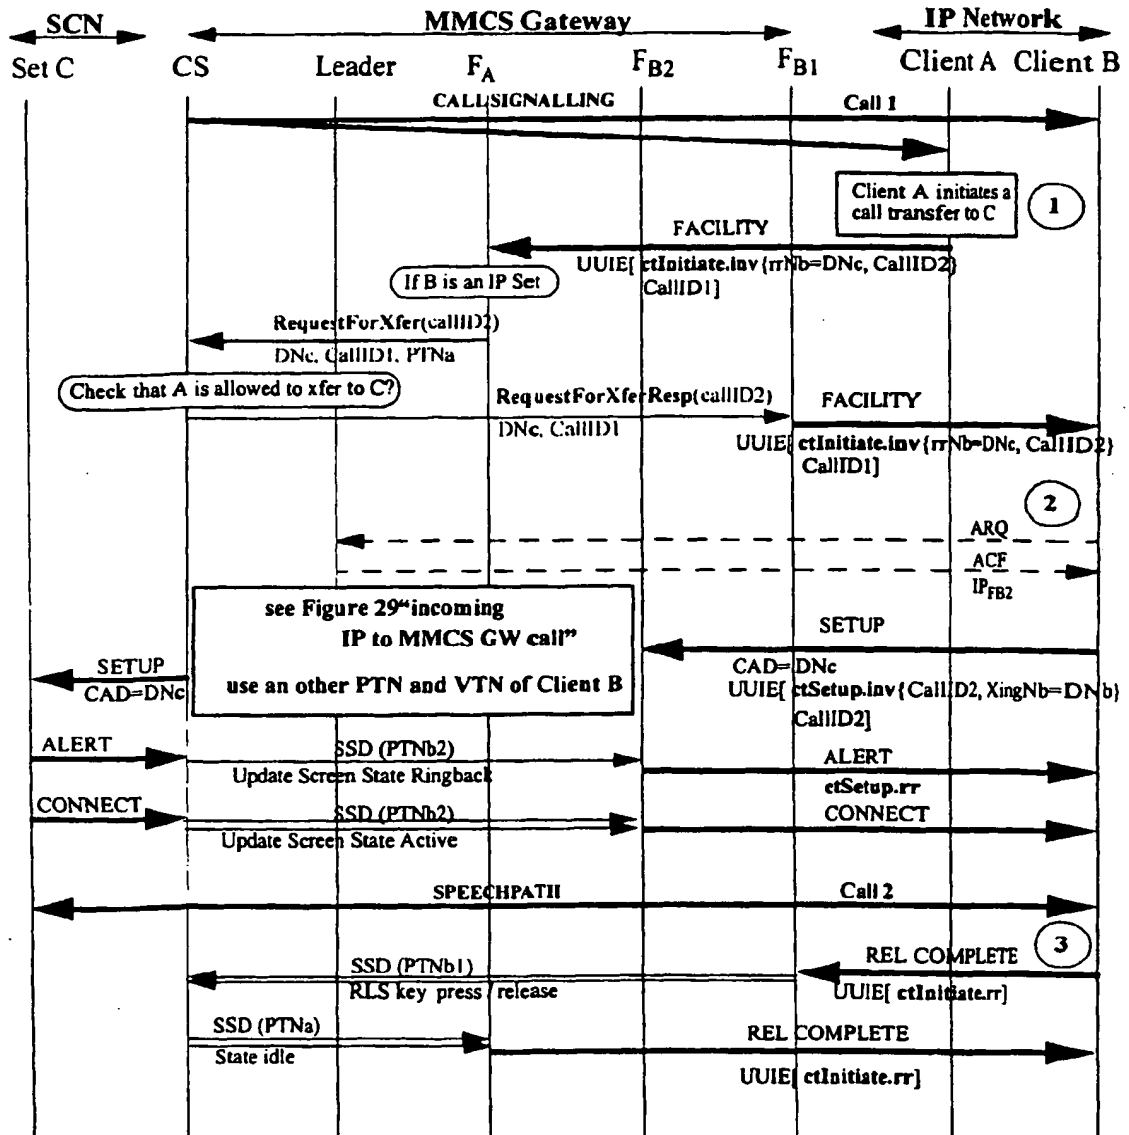 SCN MMCS Gateway IP Network
Set C CS Leader FA FB2 FB1 Client A Client B
CALLSIGNALLING Call 1
Client A initiates a
call transfer to C
1
FACILITY
UUIE[ ctInitiate.inv{rrNb=DNc, CallID2}
CallID1]
If B is an IP Set
RequestForXfer(callID2)
DNc, CallID1, PTNa
Check that A is allowed to xfer to C?
RequestForXferResp(callID2)
DNc, CallID1
FACILITY
UUIE[ ctInitiate.inv{rrNb=DNc, CallID2}
CallID1]
2
ARQ
ACF
IPFB2
see Figure 29“incoming
IP to MMCS GW call”
use an other PTN and VTN of Client B
SETUP
CAD=DNc
UUIE[ ctSetup.inv{CallID2, XingNb=DNb}
CallID2]
SETUP
CAD=DNc
ALERT
SSD (PTNb2)
Update Screen State Ringback
ALERT
ctSetup.rr
CONNECT
SSD (PTNb2)
Update Screen State Active
CONNECT
SPEECHPATH Call 2
3
REL COMPLETE
UUIE[ ctInitiate.rr]
SSD (PTNb1)
RLS key press / release
SSD (PTNa)
State idle
REL COMPLETE
UUIE[ ctInitiate.rr]